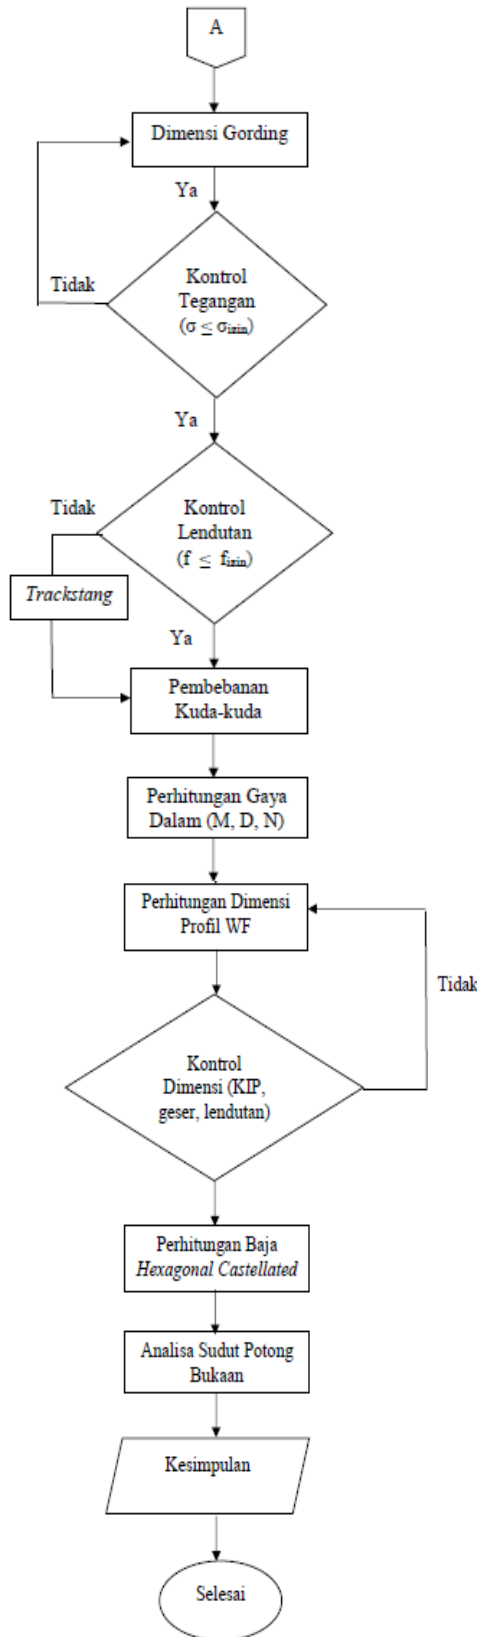 A
Dimensi Gording
Ya
Kontrol
Tegangan
(σ ≤ σizin)
Tidak
Ya
Kontrol
Lendutan
(f ≤ fizin)
Tidak
Trackstang
Ya
Pembebanan
Kuda-kuda
Perhitungan Gaya
Dalam (M, D, N)
Perhitungan Dimensi
Profil WF
Tidak
Kontrol
Dimensi (KIP,
geser, lendutan)
Perhitungan Baja
Hexagonal Castellated
Analisa Sudut Potong
Bukaan
Kesimpulan
Selesai